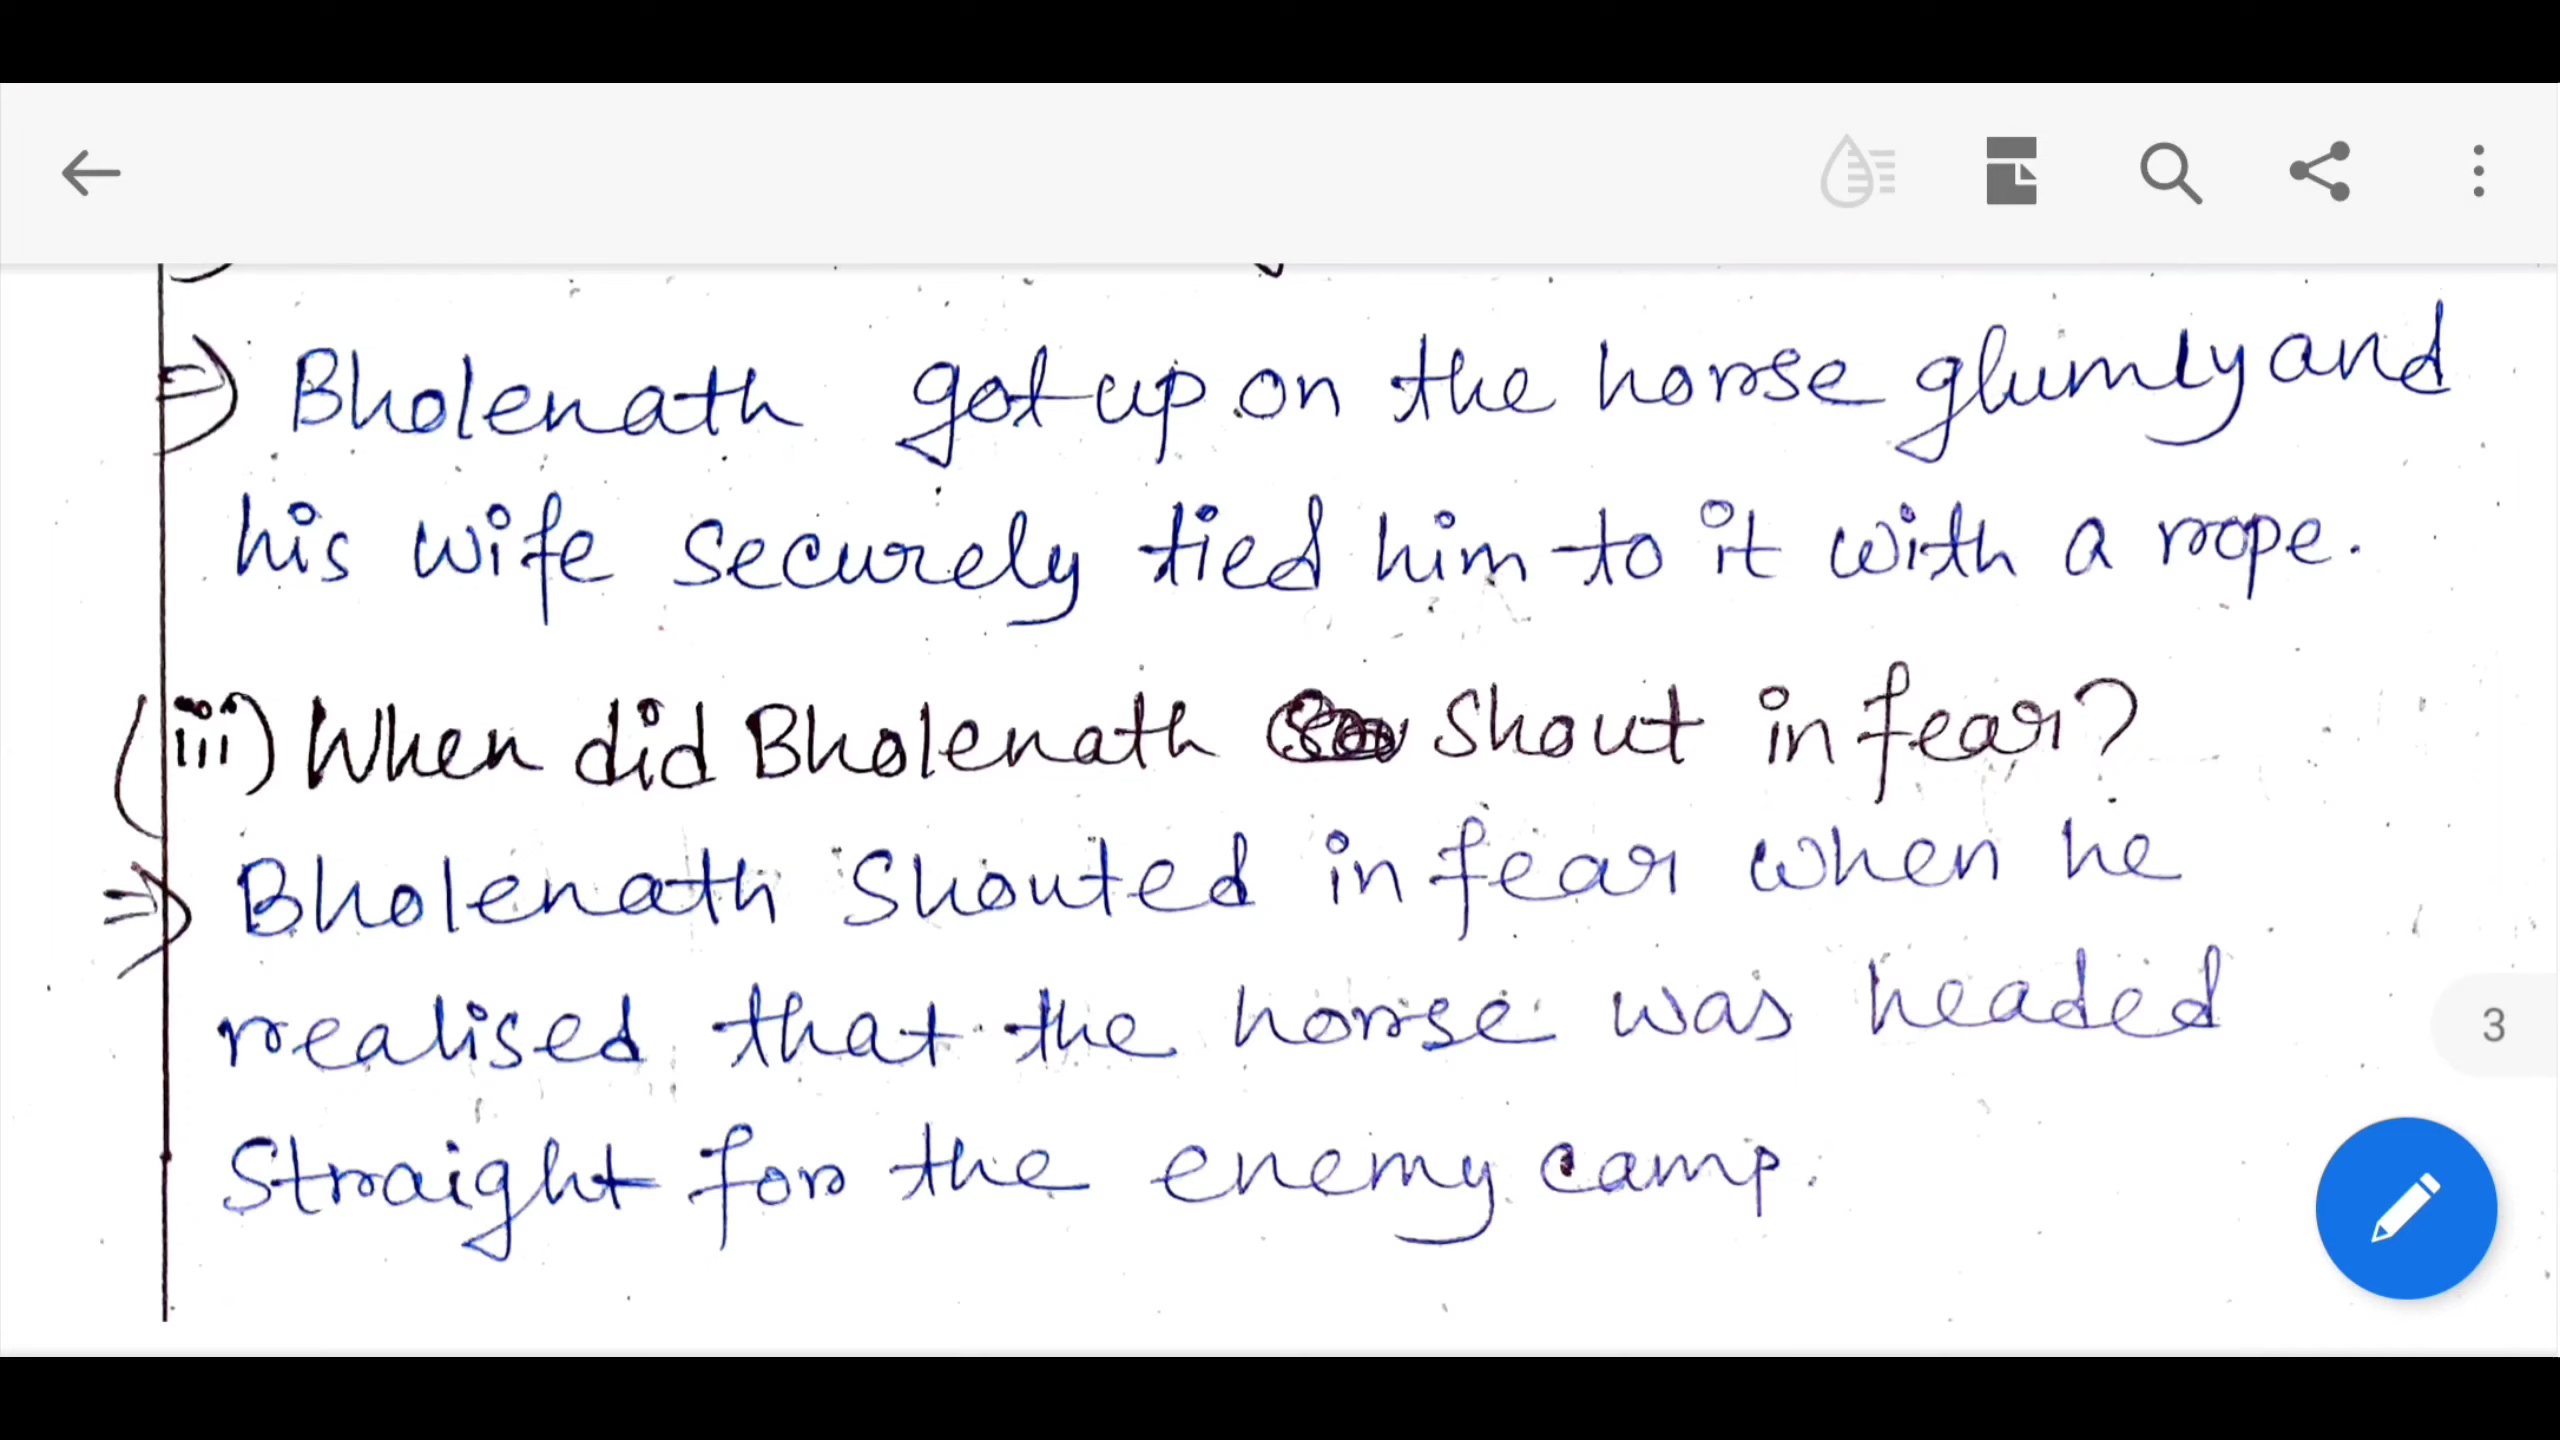 ⇒ Bholenath got up on the horse glumly and
his wife securely tied him to it with a rope.
(iii) When did Bholenath Shout in fear?
⇒ Bholenath Shouted in fear when he
realised that the horse was headed
3
Straight for the enemy camp.